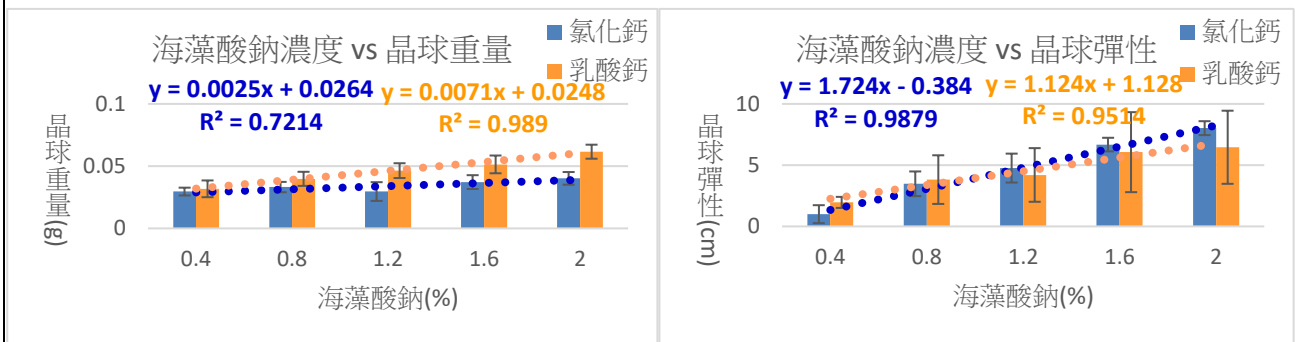 海藻酸鈉濃度 vs 晶球重量
氯化鈣
乳酸鈣
y = 0.0025x + 0.0264
R² = 0.7214
y = 0.0071x + 0.0248
R² = 0.989
晶球重量(g)
0.1
0.05
0
0.4 0.8 1.2 1.6 2
海藻酸鈉(%)
海藻酸鈉濃度 vs 晶球彈性
氯化鈣
乳酸鈣
y = 1.724x - 0.384
R² = 0.9879
y = 1.124x + 1.128
R² = 0.9514
晶球彈性(cm)
10
5
0
0.4 0.8 1.2 1.6 2
海藻酸鈉(%)